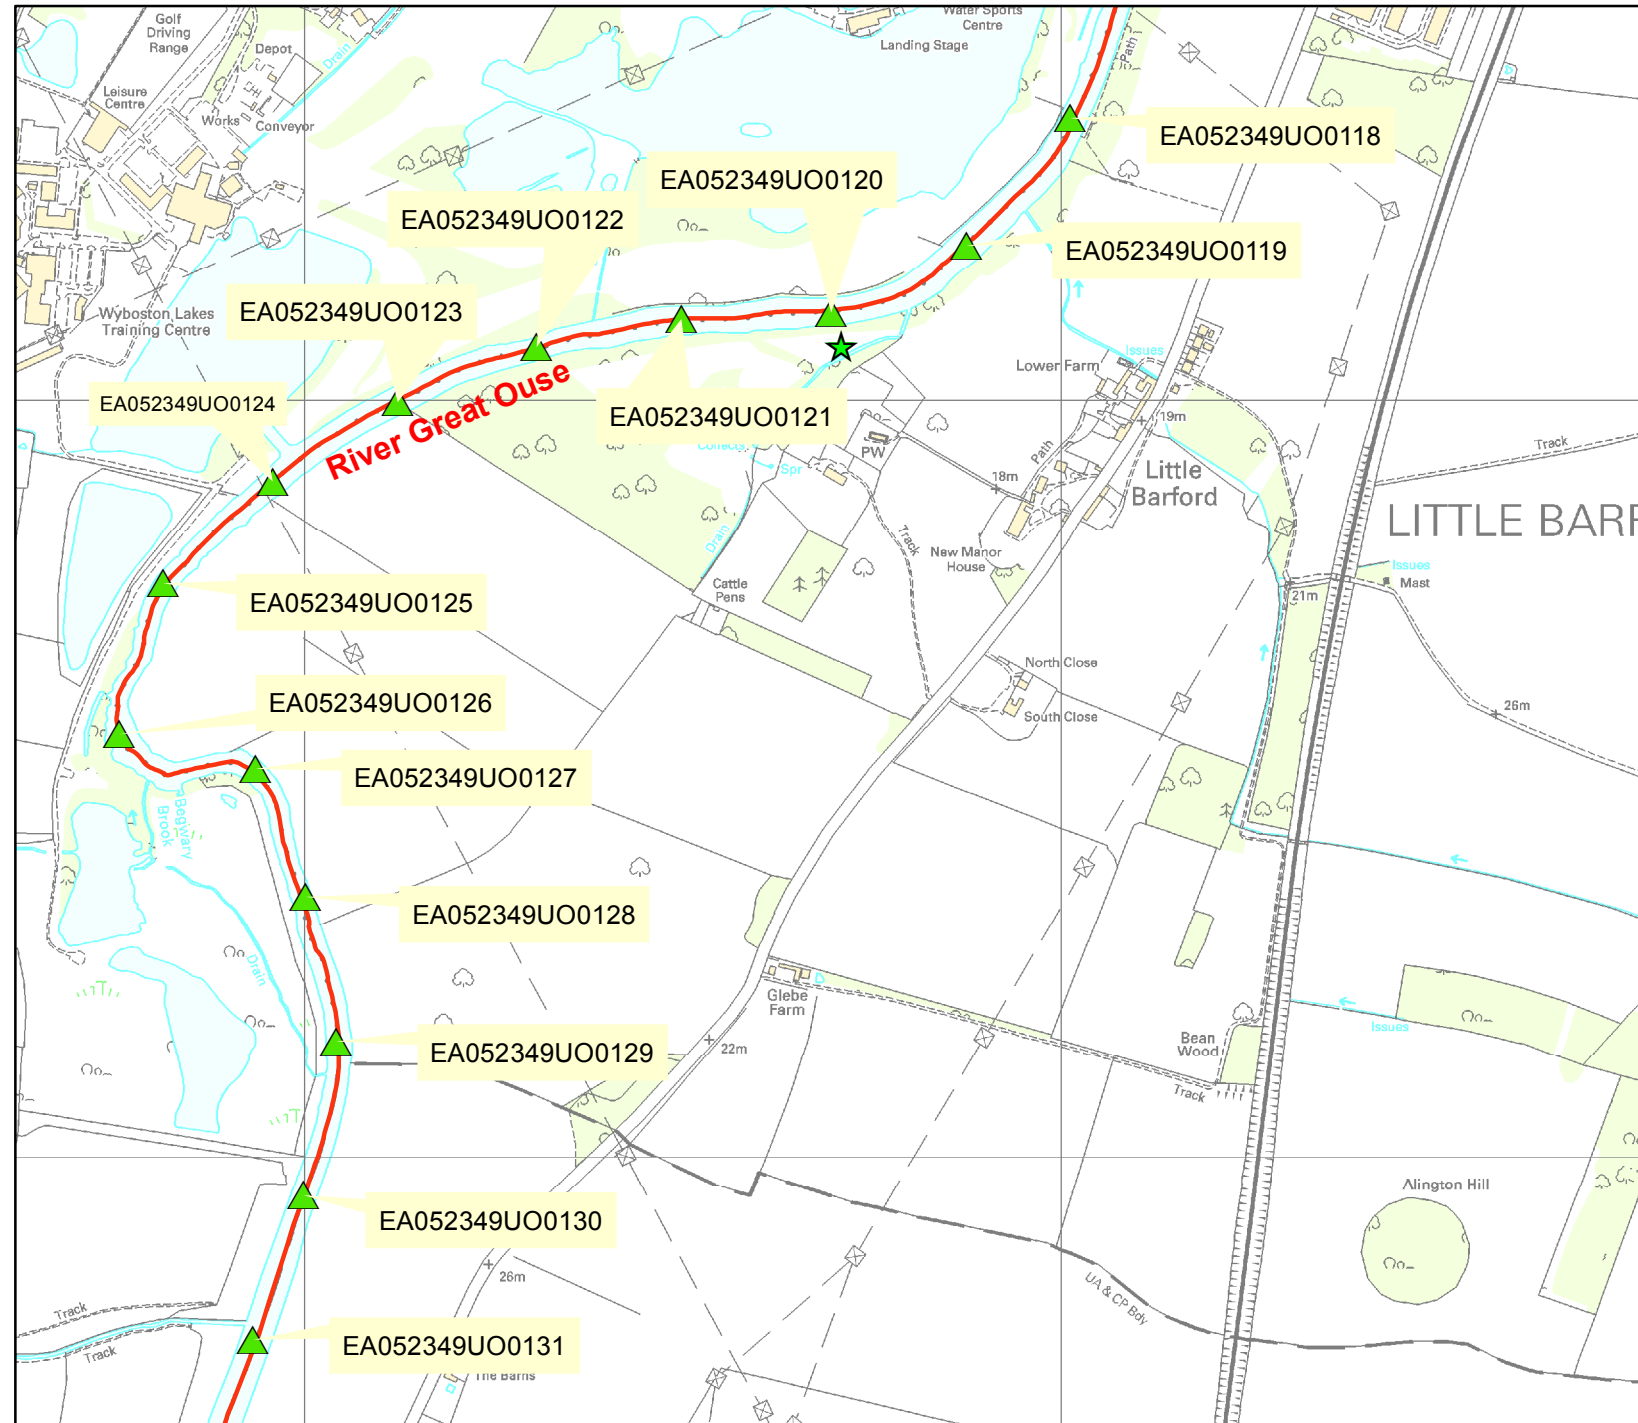 Golf
Driving
Range
Depot
Drain
Leisure
Centre
Works
Conveyor
Water Sports
Centre
Landing Stage
Path
D
EA052349UO0118
EA052349UO0120
EA052349UO0122
EA052349UO0119
EA052349UO0123
Wyboston Lakes
Training Centre
Issues
Lower Farm
EA052349UO0124
EA052349UO0121
River Great Ouse
19m
Track
Collects
Spr
PW
Path
18m
Little
Barford
LITTLE BARF
Drain
Track
New Manor
House
Issues
Mast
21m
Cattle
Pens
EA052349UO0125
North Close
South Close
26m
EA052349UO0126
EA052349UO0127
Begwary
Brook
EA052349UO0128
Drain
Glebe
Farm
D
Issues
Bean
Wood
22m
EA052349UO0129
Track
Alington Hill
EA052349UO0130
26m
UA & CP Bdy
Track
Track
EA052349UO0131
The Barns
D